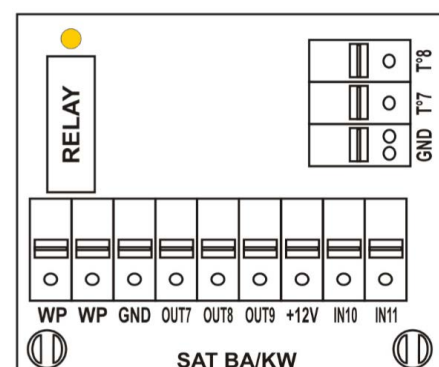 RELAY
T°8
T°7
GND
WP WP GND OUT7 OUT8 OUT9 +12V IN10 IN11
SAT BA/KW